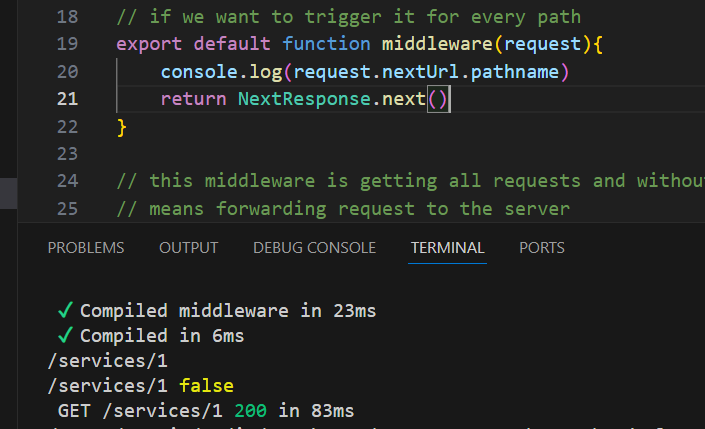 18 // if we want to trigger it for every path
19 export default function middleware(request){
20 console.log(request.nextUrl.pathname)
21 return NextResponse.next()
22 }
23
24 // this middleware is getting all requests and withou
25 // means forwarding request to the server
PROBLEMS OUTPUT DEBUG CONSOLE TERMINAL PORTS
✓ Compiled middleware in 23ms
✓ Compiled in 6ms
/services/1
/services/1 false
GET /services/1 200 in 83ms